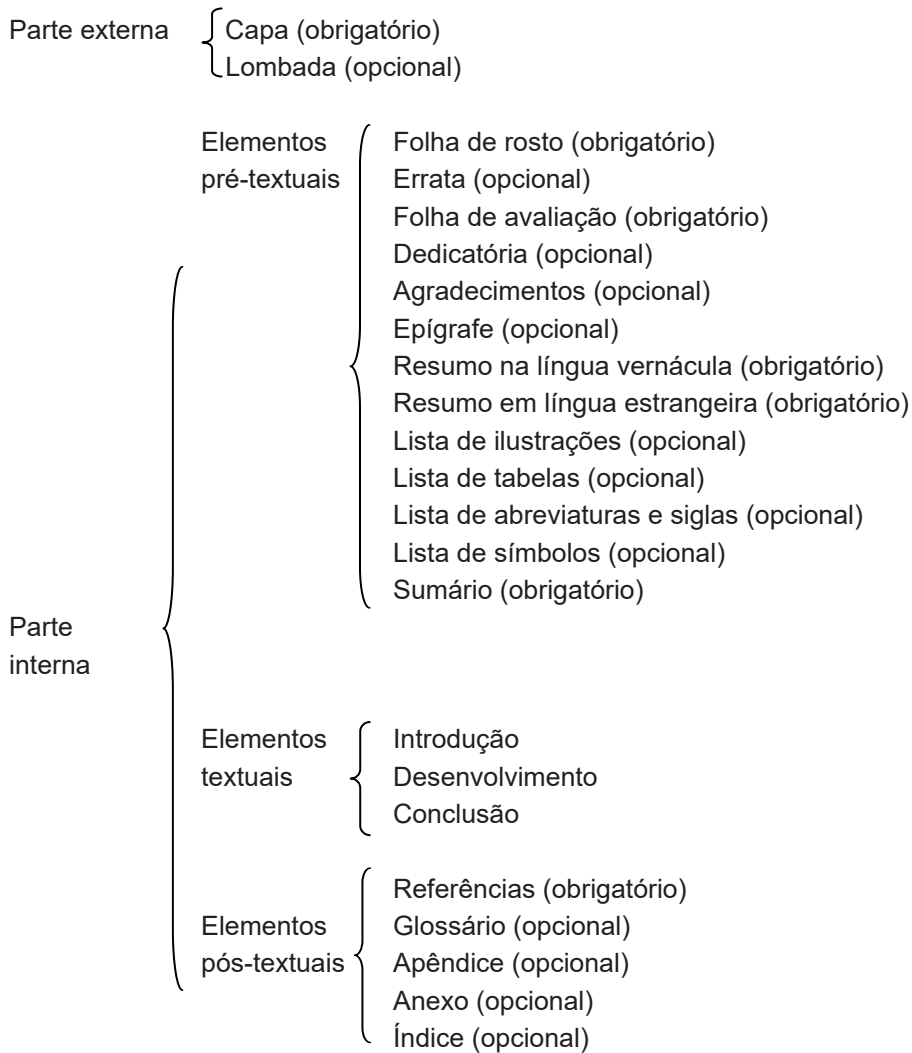 Parte externa
Capa (obrigatório)
Lombada (opcional)
Parte
interna
Elementos
pré-textuais
Folha de rosto (obrigatório)
Errata (opcional)
Folha de avaliação (obrigatório)
Dedicatória (opcional)
Agradecimentos (opcional)
Epígrafe (opcional)
Resumo na língua vernácula (obrigatório)
Resumo em língua estrangeira (obrigatório)
Lista de ilustrações (opcional)
Lista de tabelas (opcional)
Lista de abreviaturas e siglas (opcional)
Lista de símbolos (opcional)
Sumário (obrigatório)
Elementos
textuais
Introdução
Desenvolvimento
Conclusão
Elementos
pós-textuais
Referências (obrigatório)
Glossário (opcional)
Apêndice (opcional)
Anexo (opcional)
Índice (opcional)